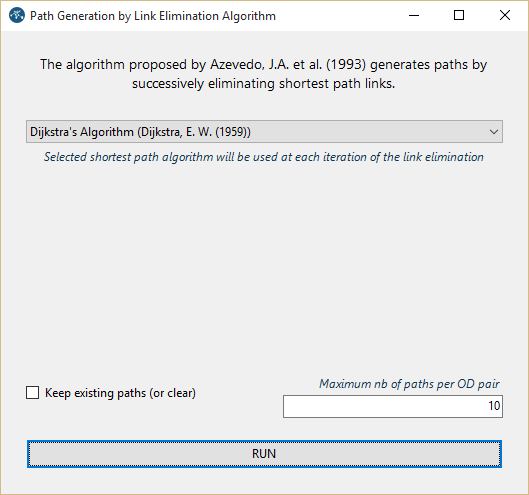 Path Generation by Link Elimination Algorithm
The algorithm proposed by Azevedo, J.A. et al. (1993) generates paths by
successively eliminating shortest path links.
Dijkstra's Algorithm (Dijkstra, E. W. (1959))
Selected shortest path algorithm will be used at each iteration of the link elimination
Maximum nb of paths per OD pair
Keep existing paths (or clear)
10
RUN